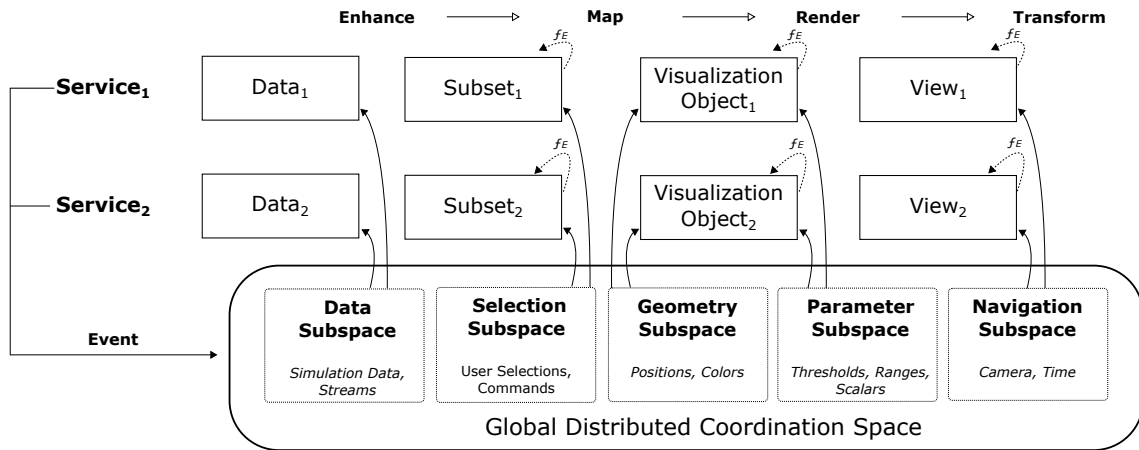 Enhance Map Render Transform
fE fE fE
Service1 Data1 Subset1 Visualization Object1 View1
fE fE fE
Service2 Data2 Subset2 Visualization Object2 View2
Event
Data Subspace
Simulation Data, Streams
Selection Subspace
User Selections, Commands
Geometry Subspace
Positions, Colors
Parameter Subspace
Thresholds, Ranges, Scalars
Navigation Subspace
Camera, Time
Global Distributed Coordination Space